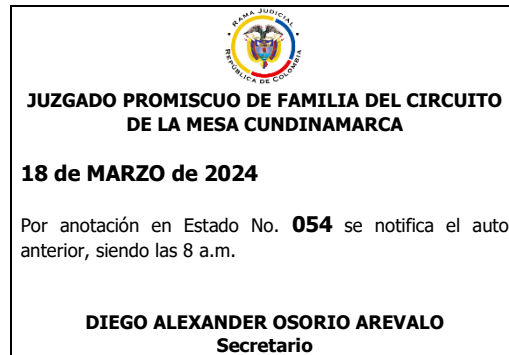 RAMA JUDICIAL
REPÚBLICA DE COLOMBIA
JUZGADO PROMISCUO DE FAMILIA DEL CIRCUITO
DE LA MESA CUNDINAMARCA
18 de MARZO de 2024
Por anotación en Estado No. 054 se notifica el auto
anterior, siendo las 8 a.m.
DIEGO ALEXANDER OSORIO AREVALO
Secretario